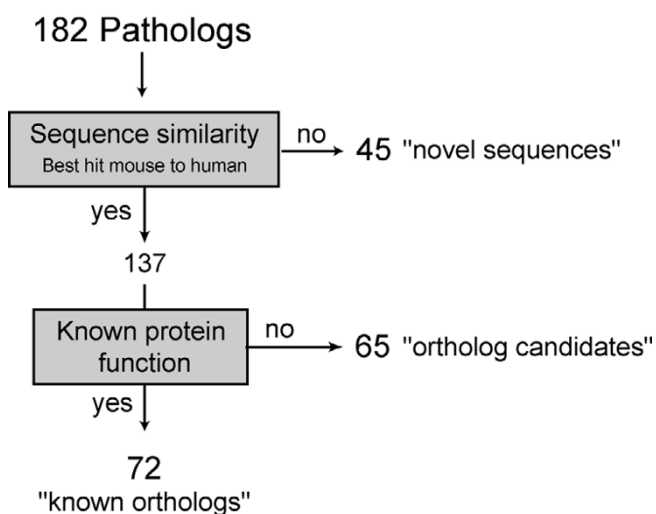 182 Pathologs
Sequence similarity
Best hit mouse to human
no
45 "novel sequences"
yes
137
Known protein
function
no
65 "ortholog candidates"
yes
72
"known orthologs"